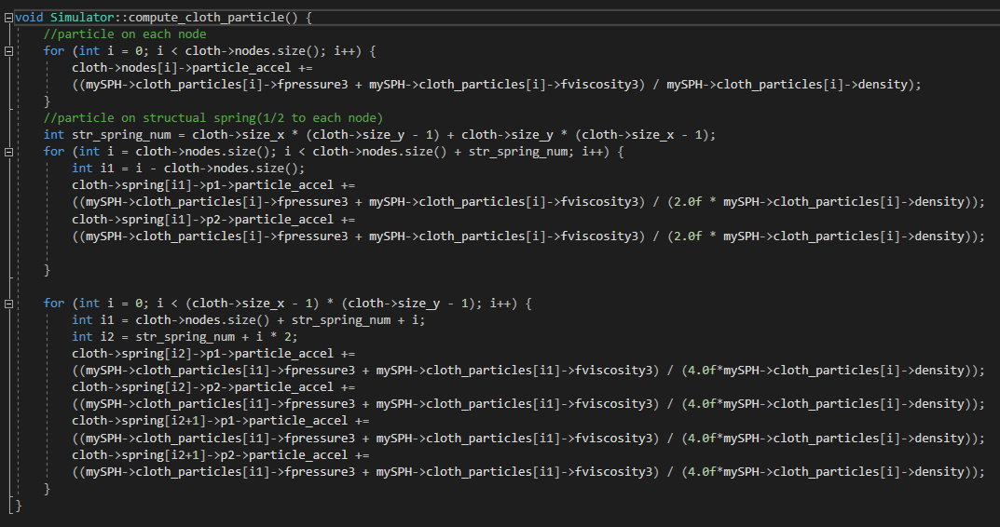 void Simulator::compute_cloth_particle() {
//particle on each node
for (int i = 0; i < cloth->nodes.size(); i++) {
cloth->nodes[i]->particle_accel +=
((mySPH->cloth_particles[i]->fpressure3 + mySPH->cloth_particles[i]->fviscosity3) / mySPH->cloth_particles[i]->density);
}
//particle on structual spring(1/2 to each node)
int str_spring_num = cloth->size_x * (cloth->size_y - 1) + cloth->size_y * (cloth->size_x - 1);
for (int i = cloth->nodes.size(); i < cloth->nodes.size() + str_spring_num; i++) {
int i1 = i - cloth->nodes.size();
cloth->spring[i1]->p1->particle_accel +=
((mySPH->cloth_particles[i]->fpressure3 + mySPH->cloth_particles[i]->fviscosity3) / (2.0f * mySPH->cloth_particles[i]->density));
cloth->spring[i1]->p2->particle_accel +=
((mySPH->cloth_particles[i]->fpressure3 + mySPH->cloth_particles[i]->fviscosity3) / (2.0f * mySPH->cloth_particles[i]->density));
}
for (int i = 0; i < (cloth->size_x - 1) * (cloth->size_y - 1); i++) {
int i1 = cloth->nodes.size() + str_spring_num + i;
int i2 = str_spring_num + i * 2;
cloth->spring[i2]->p1->particle_accel +=
((mySPH->cloth_particles[i1]->fpressure3 + mySPH->cloth_particles[i1]->fviscosity3) / (4.0f*mySPH->cloth_particles[i]->density));
cloth->spring[i2]->p2->particle_accel +=
((mySPH->cloth_particles[i1]->fpressure3 + mySPH->cloth_particles[i1]->fviscosity3) / (4.0f*mySPH->cloth_particles[i]->density));
cloth->spring[i2+1]->p1->particle_accel +=
((mySPH->cloth_particles[i1]->fpressure3 + mySPH->cloth_particles[i1]->fviscosity3) / (4.0f*mySPH->cloth_particles[i]->density));
cloth->spring[i2+1]->p2->particle_accel +=
((mySPH->cloth_particles[i1]->fpressure3 + mySPH->cloth_particles[i1]->fviscosity3) / (4.0f*mySPH->cloth_particles[i]->density));
}
}